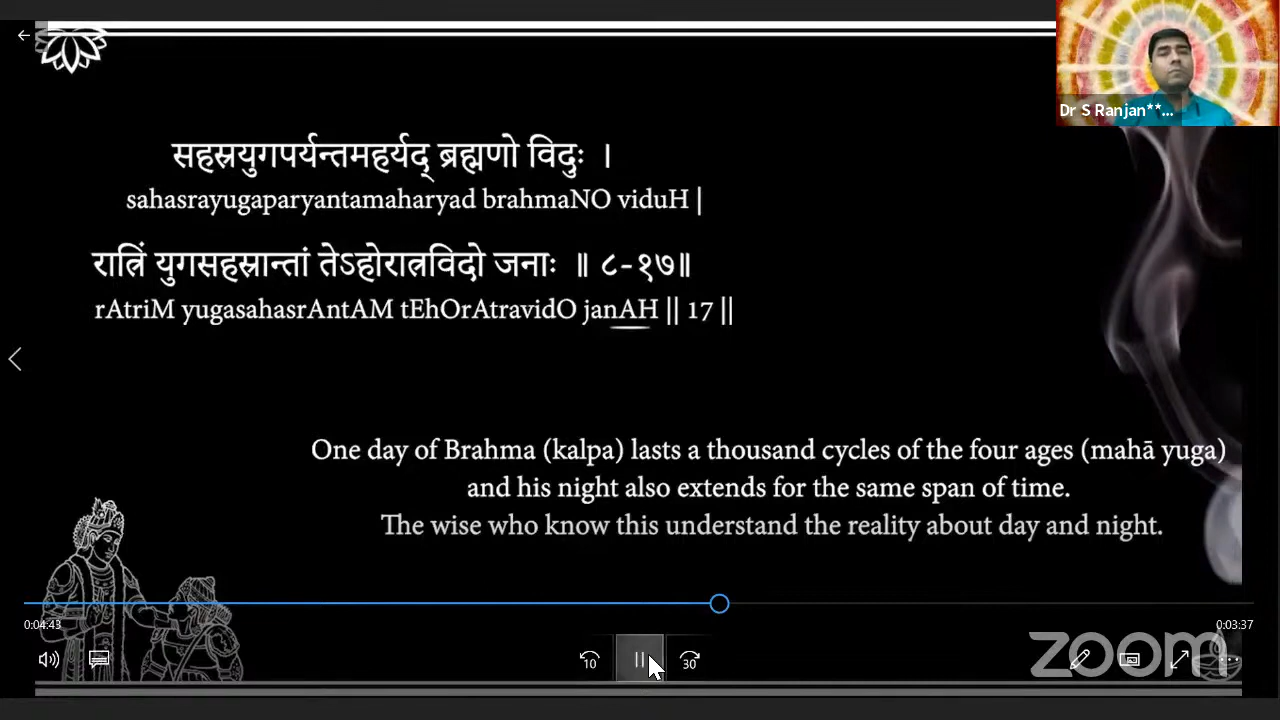 Dr S Ranjan**...
सहस्रयुगपर्यन्तमहर्यद् ब्रह्मणो विदुः ।
sahasrayugaparyantamaharyad brahmaNO viduH |
रात्रिं युगसहस्रान्तां तेऽहोरात्रविदो जनाः ॥ ८-१७॥
rAtriM yugasahasrAntAM tEhOrAtravidO janAH || 17 ||
One day of Brahma (kalpa) lasts a thousand cycles of the four ages (mahā yuga)
and his night also extends for the same span of time.
The wise who know this understand the reality about day and night.
0:04:43
0:03:37
10
30
zoom